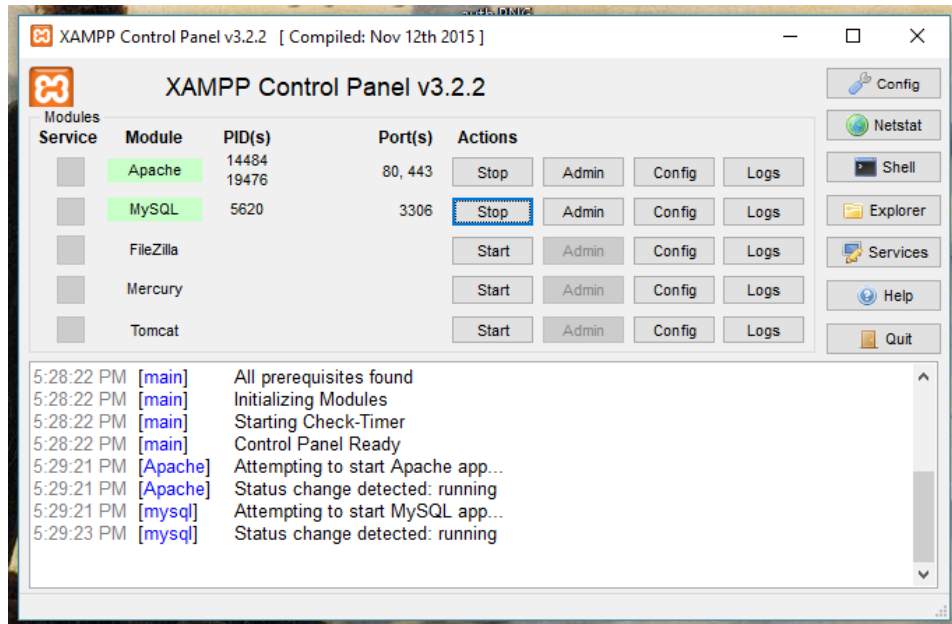 XAMPP Control Panel v3.2.2 [ Compiled: Nov 12th 2015 ]
XAMPP Control Panel v3.2.2
Config
Modules
Service Module PID(s) Port(s) Actions
Netstat
Apache 14484 19476 80, 443 Stop Admin Config Logs
Shell
MySQL 5620 3306 Stop Admin Config Logs
Explorer
FileZilla Start Admin Config Logs
Services
Mercury Start Admin Config Logs
Help
Tomcat Start Admin Config Logs
Quit
5:28:22 PM [main] All prerequisites found
5:28:22 PM [main] Initializing Modules
5:28:22 PM [main] Starting Check-Timer
5:28:22 PM [main] Control Panel Ready
5:29:21 PM [Apache] Attempting to start Apache app...
5:29:21 PM [Apache] Status change detected: running
5:29:21 PM [mysql] Attempting to start MySQL app...
5:29:23 PM [mysql] Status change detected: running